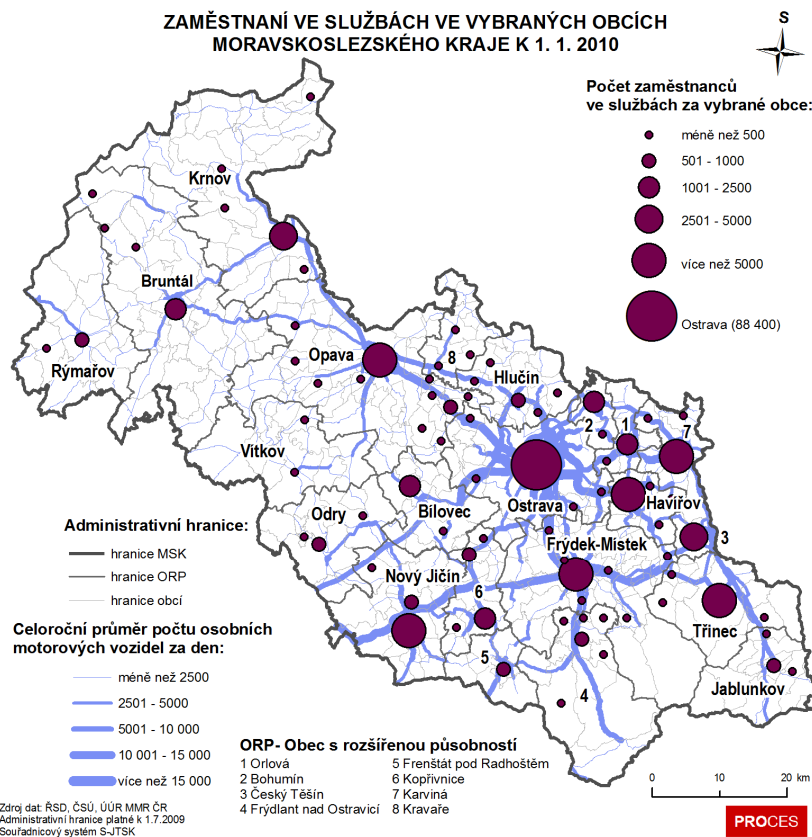 ZAMĚSTNANÍ VE SLUŽBÁCH VE VYBRANÝCH OBCÍCH
MORAVSKOSLEZSKÉHO KRAJE K 1. 1. 2010
S
Počet zaměstnanců
ve službách za vybrané obce:
méně než 500
501 - 1000
1001 - 2500
2501 - 5000
více než 5000
Ostrava (88 400)
Krnov
Bruntál
Rýmařov
Opava
8
Hlučín
2
1
7
Vítkov
Odry
Bílovec
Ostrava
Havířov
3
Frýdek-Místek
Nový Jičín
6
5
4
Třinec
Jablunkov
Administrativní hranice:
hranice MSK
hranice ORP
hranice obcí
Celoroční průměr počtu osobních
motorových vozidel za den:
méně než 2500
2501 - 5000
5001 - 10 000
10 001 - 15 000
více než 15 000
ORP- Obec s rozšířenou působností
1 Orlová
2 Bohumín
3 Český Těšín
4 Frýdlant nad Ostravicí
5 Frenštát pod Radhoštěm
6 Kopřivnice
7 Karviná
8 Kravaře
0 10 20 km
Zdroj dat: ŘSD, ČSÚ, ÚÚR MMR ČR
Administrativní hranice platné k 1.7.2009
Souřadnicový systém S-JTSK
PROCES